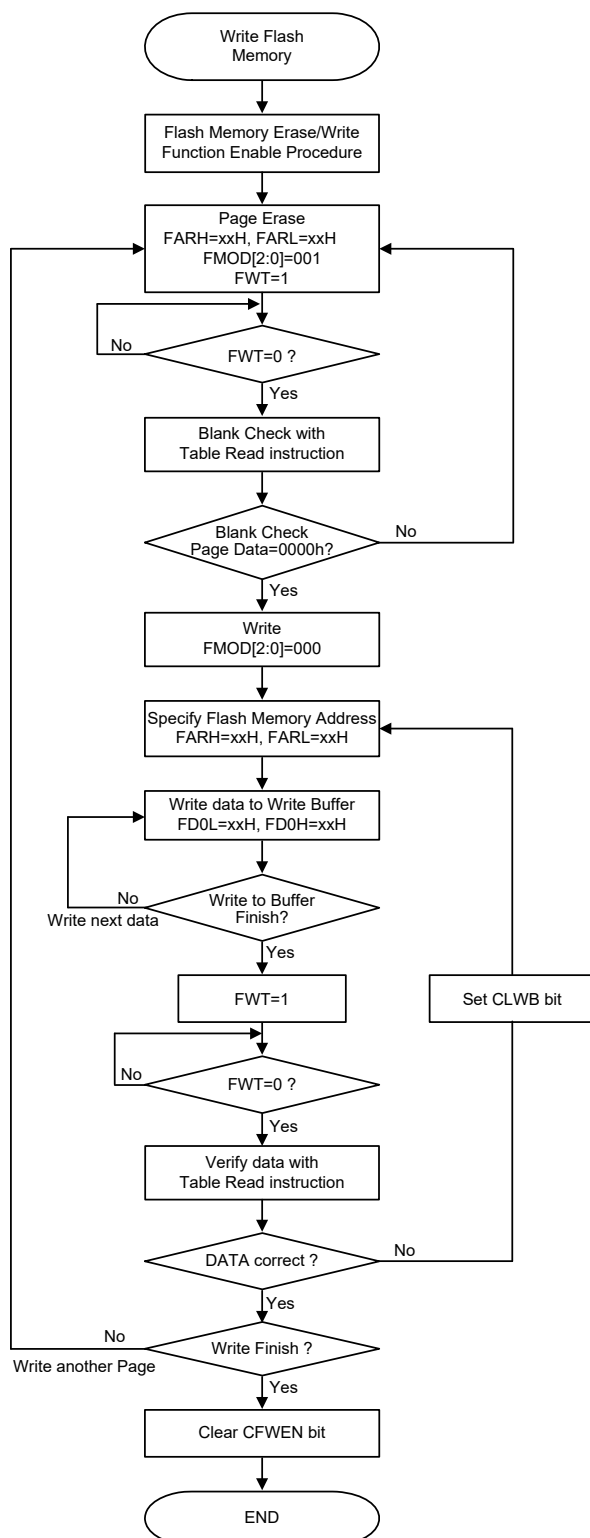 Write Flash
Memory
Flash Memory Erase/Write
Function Enable Procedure
Page Erase
FARH=xxH, FARL=xxH
FMOD[2:0]=001
FWT=1
No
FWT=0 ?
Yes
Blank Check with
Table Read instruction
Blank Check
Page Data=0000h?
No
Yes
Write
FMOD[2:0]=000
Specify Flash Memory Address
FARH=xxH, FARL=xxH
Write data to Write Buffer
FD0L=xxH, FD0H=xxH
No
Write next data
Write to Buffer
Finish?
Yes
FWT=1
Set CLWB bit
No
FWT=0 ?
Yes
Verify data with
Table Read instruction
DATA correct ?
No
Yes
No
Write another Page
Write Finish ?
Yes
Clear CFWEN bit
END